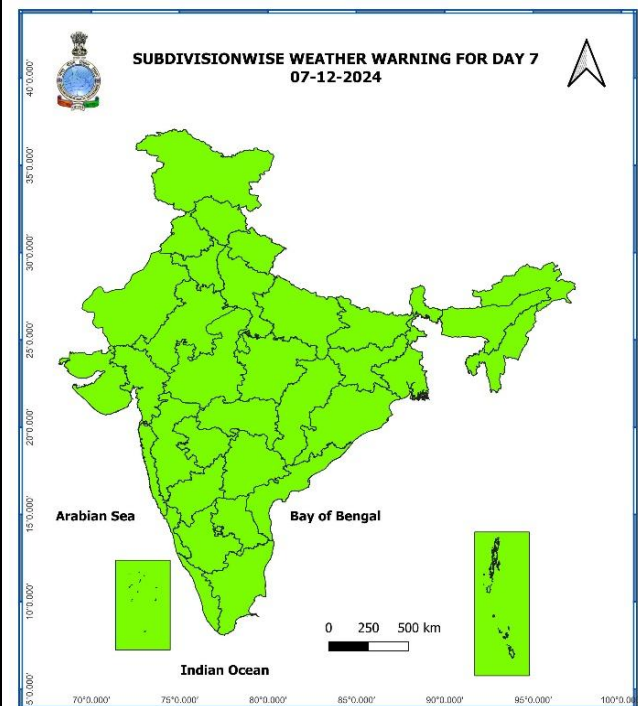 SUBDIVISIONWISE WEATHER WARNING FOR DAY 7
07-12-2024
40°0.000'
35°0.000'
30°0.000'
25°0.000'
20°0.000'
15°0.000'
10°0.000'
5°0.000'
Arabian Sea
Bay of Bengal
0 250 500 km
Indian Ocean
70°0.000' 75°0.000' 80°0.000' 85°0.000' 90°0.000' 95°0.000' 100°0.00